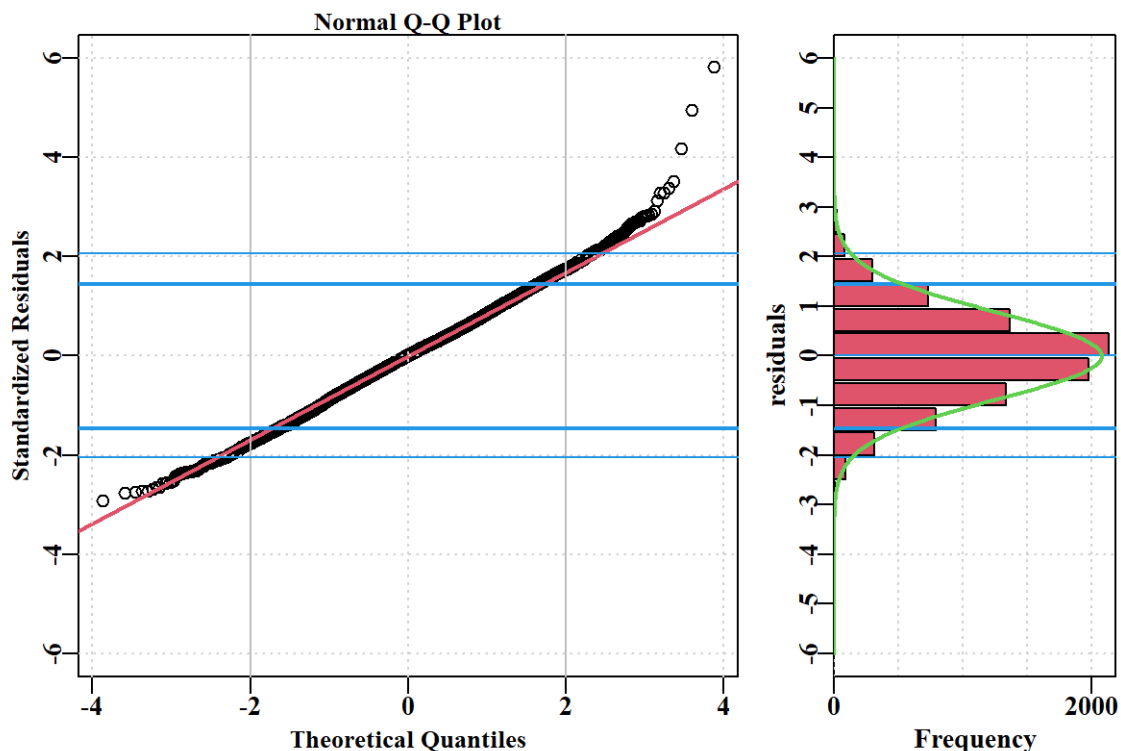 Normal Q-Q Plot
6
4
2
0
-2
-4
-6
Standardized Residuals
-4 -2 0 2 4
Theoretical Quantiles
6
5
4
3
2
1
0
-1
-2
-3
-4
-5
-6
residuals
0 1000 2000
Frequency